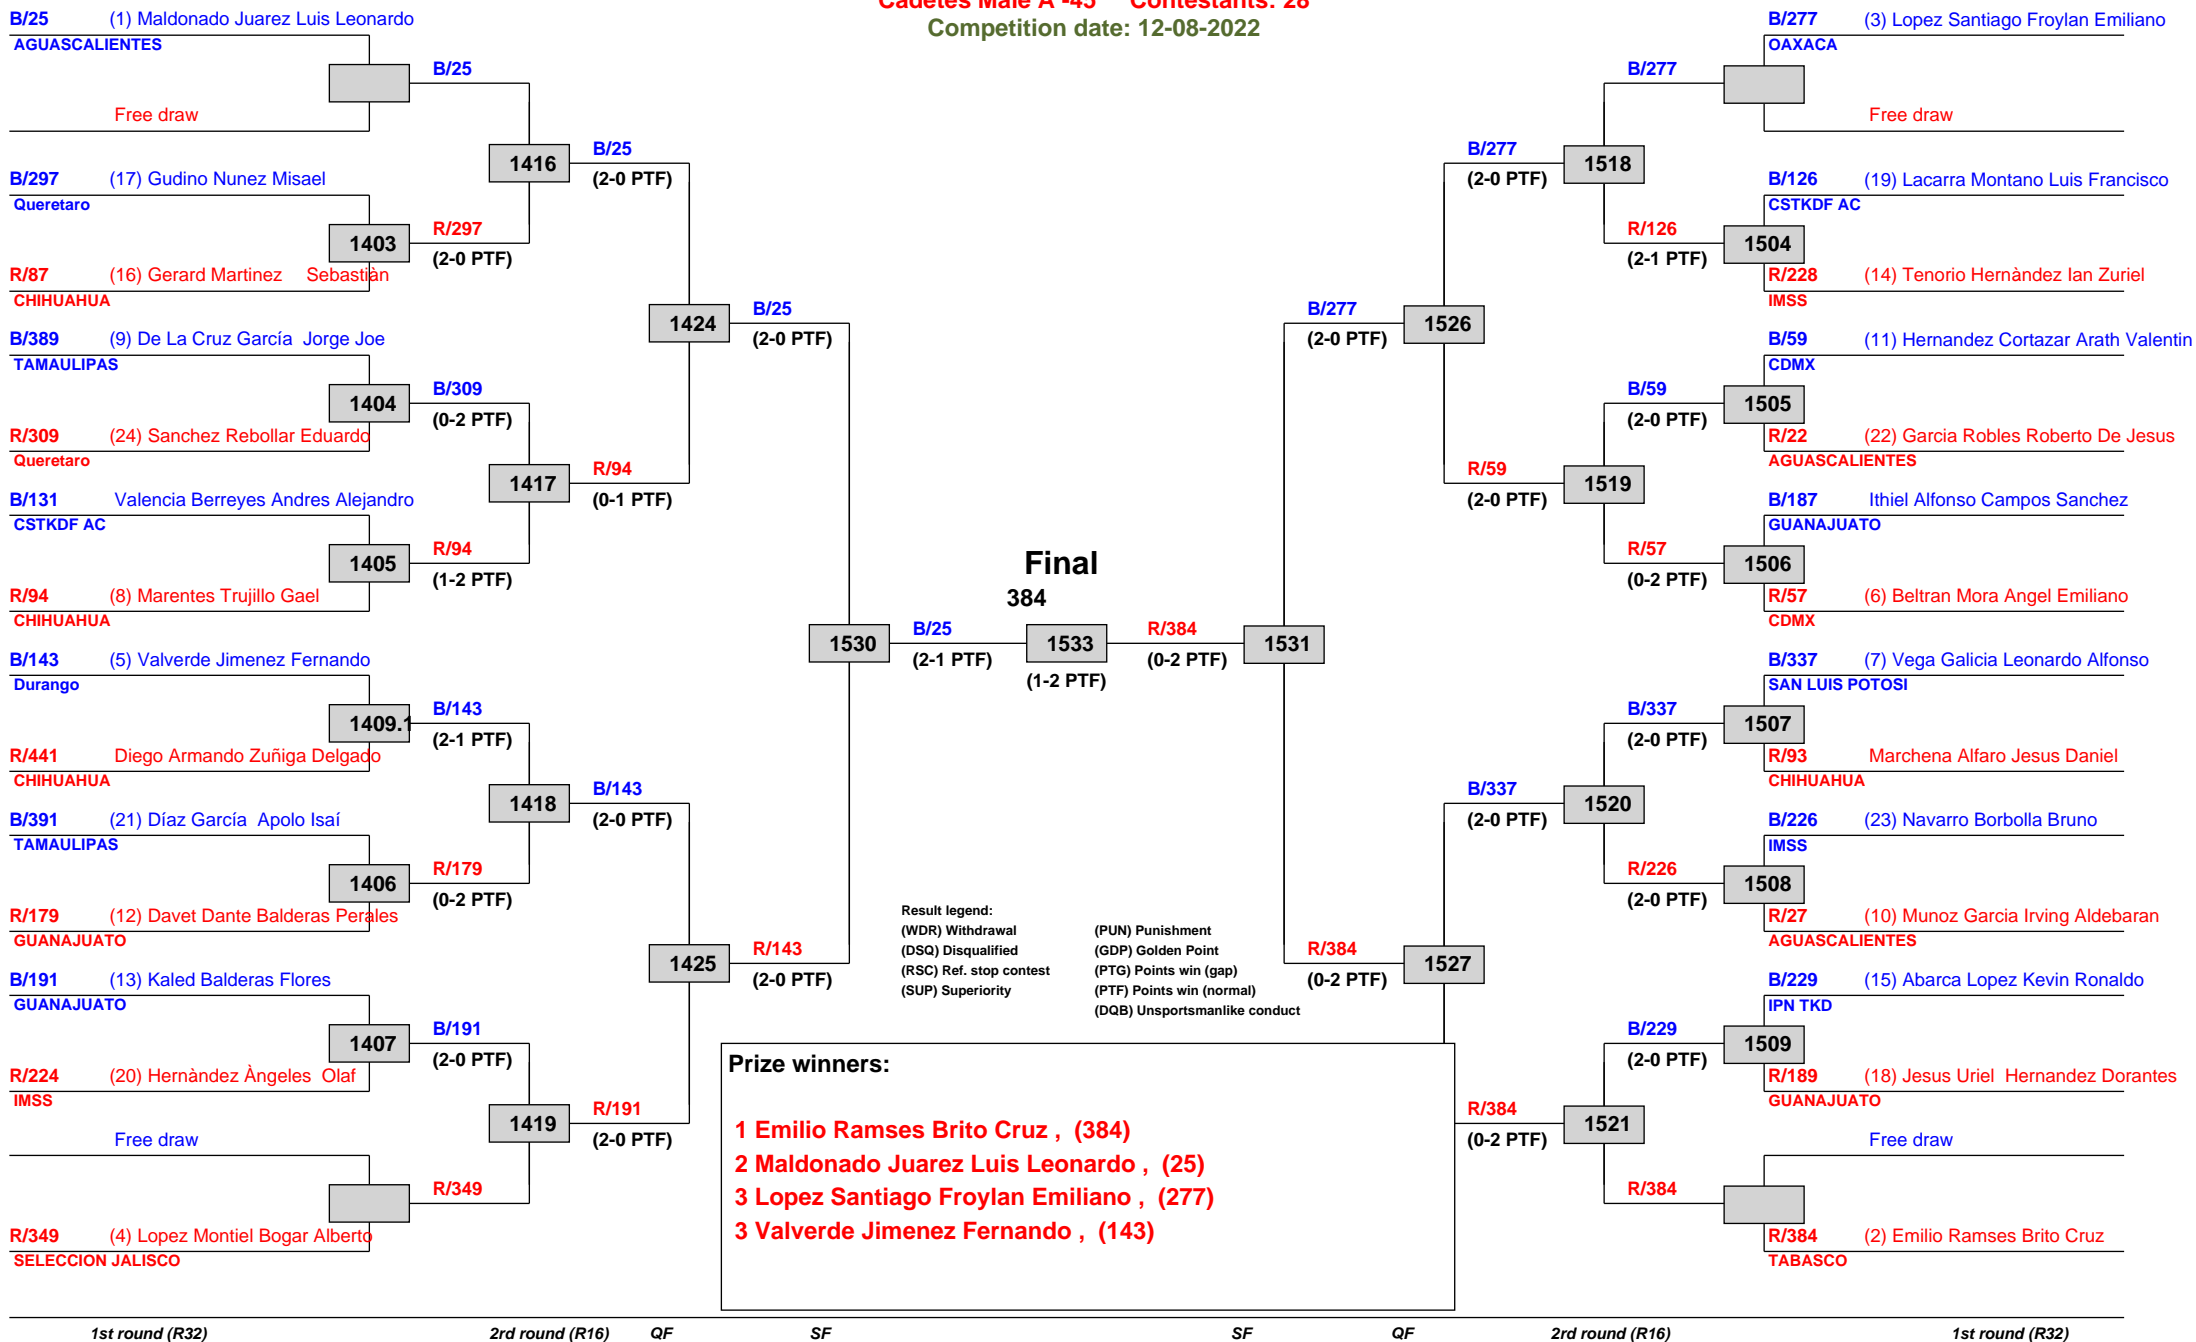 Cadetes Male A -45 Contestants: 28
Competition date: 12-08-2022
B/25 (1) Maldonado Juarez Luis Leonardo
AGUASCALIENTES
B/25
Free draw
1416
B/25
(2-0 PTF)
B/297 (17) Gudino Nunez Misael
Queretaro
1403
R/297
(2-0 PTF)
R/87 (16) Gerard Martinez Sebastiàn
CHIHUAHUA
1424
B/25
(2-0 PTF)
B/389 (9) De La Cruz García Jorge Joe
TAMAULIPAS
1404
B/309
(0-2 PTF)
R/309 (24) Sanchez Rebollar Eduardo
Queretaro
1417
R/94
(0-1 PTF)
B/131 Valencia Berreyes Andres Alejandro
CSTKDF AC
1405
R/94
(1-2 PTF)
R/94 (8) Marentes Trujillo Gael
CHIHUAHUA
1530
B/25
(2-1 PTF)
B/143 (5) Valverde Jimenez Fernando
Durango
1409.1
B/143
(2-1 PTF)
R/441 Diego Armando Zuñiga Delgado
CHIHUAHUA
1418
B/143
(2-0 PTF)
B/391 (21) Díaz García Apolo Isaí
TAMAULIPAS
1406
R/179
(0-2 PTF)
R/179 (12) Davet Dante Balderas Perales
GUANAJUATO
1425
R/143
(2-0 PTF)
B/191 (13) Kaled Balderas Flores
GUANAJUATO
1407
B/191
(2-0 PTF)
R/224 (20) Hernàndez Àngeles Olaf
IMSS
1419
R/191
(2-0 PTF)
Free draw
R/349
R/349 (4) Lopez Montiel Bogar Alberto
SELECCION JALISCO
Final
384
1533
(1-2 PTF)
R/384
(0-2 PTF)
1531
B/277 (3) Lopez Santiago Froylan Emiliano
OAXACA
B/277
Free draw
B/277
(2-0 PTF)
1518
B/126 (19) Lacarra Montano Luis Francisco
CSTKDF AC
R/126
(2-1 PTF)
1504
R/228 (14) Tenorio Hernàndez Ian Zuriel
IMSS
B/277
(2-0 PTF)
1526
B/59 (11) Hernandez Cortazar Arath Valentin
CDMX
B/59
(2-0 PTF)
1505
R/22 (22) Garcia Robles Roberto De Jesus
AGUASCALIENTES
R/59
(2-0 PTF)
1519
B/187 Ithiel Alfonso Campos Sanchez
GUANAJUATO
R/57
(0-2 PTF)
1506
R/57 (6) Beltran Mora Angel Emiliano
CDMX
B/337 (7) Vega Galicia Leonardo Alfonso
SAN LUIS POTOSI
B/337
(2-0 PTF)
1507
R/93 Marchena Alfaro Jesus Daniel
CHIHUAHUA
B/337
(2-0 PTF)
1520
B/226 (23) Navarro Borbolla Bruno
IMSS
R/226
(2-0 PTF)
1508
R/27 (10) Munoz Garcia Irving Aldebaran
AGUASCALIENTES
R/384
(0-2 PTF)
1527
B/229 (15) Abarca Lopez Kevin Ronaldo
IPN TKD
B/229
(2-0 PTF)
1509
R/189 (18) Jesus Uriel Hernandez Dorantes
GUANAJUATO
R/384
(0-2 PTF)
1521
Free draw
R/384
R/384 (2) Emilio Ramses Brito Cruz
TABASCO
Result legend:
(WDR) Withdrawal (PUN) Punishment
(DSQ) Disqualified (GDP) Golden Point
(RSC) Ref. stop contest (PTG) Points win (gap)
(SUP) Superiority (PTF) Points win (normal)
(DQB) Unsportsmanlike conduct
Prize winners:
1 Emilio Ramses Brito Cruz , (384)
2 Maldonado Juarez Luis Leonardo , (25)
3 Lopez Santiago Froylan Emiliano , (277)
3 Valverde Jimenez Fernando , (143)
1st round (R32) 2rd round (R16) QF SF SF QF 2rd round (R16) 1st round (R32)